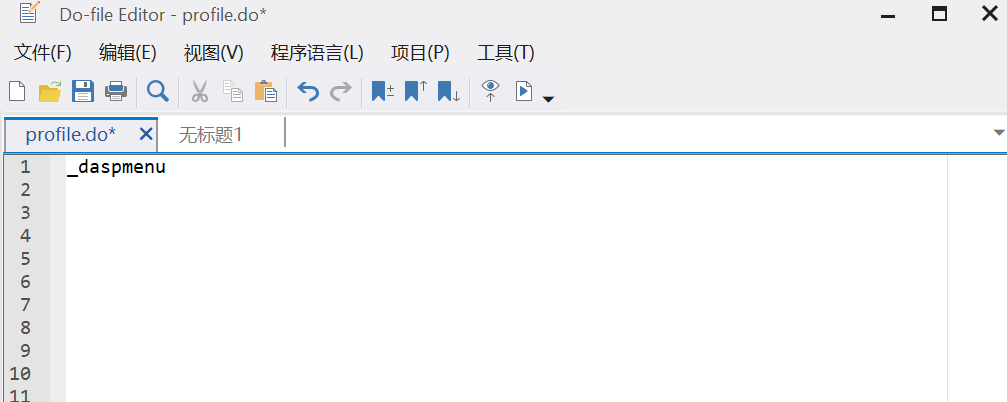 Do-file Editor - profile.do*
文件(F) 编辑(E) 视图(V) 程序语言(L) 项目(P) 工具(T)
profile.do* 无标题1
1 _daspmenu
2
3
4
5
6
7
8
9
10
11